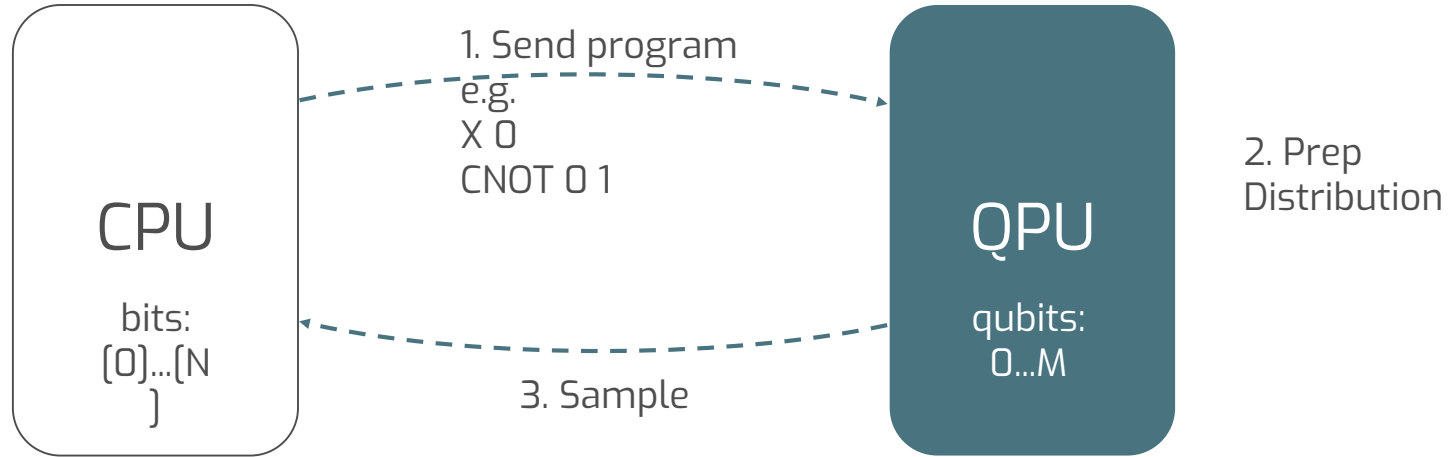 1. Send program
e.g.
X 0
CNOT 0 1
CPU
bits:
[0]...[N
]
QPU
qubits:
0...M
2. Prep
Distribution
3. Sample